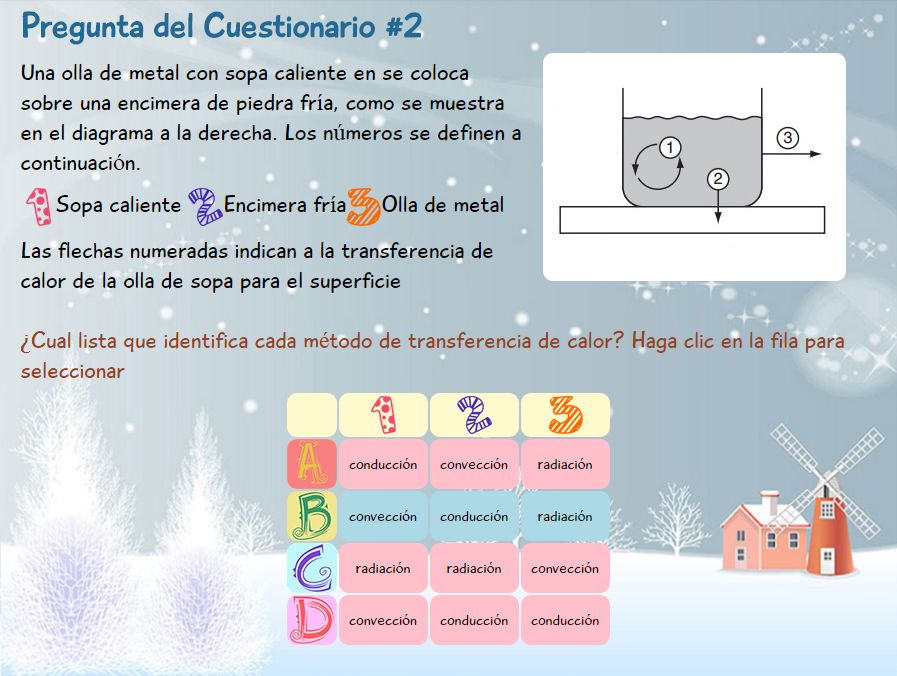 Pregunta del Cuestionario #2
Una olla de metal con sopa caliente en se coloca
sobre una encimera de piedra fría, como se muestra
en el diagrama a la derecha. Los números se definen a
continuación.
1 Sopa caliente 2 Encimera fría 3 Olla de metal
Las flechas numeradas indican a la transferencia de
calor de la olla de sopa para el superficie
1
2
3
¿Cual lista que identifica cada método de transferencia de calor? Haga clic en la fila para
seleccionar
1 2 3
A conducción convección radiación
B convección conducción radiación
C radiación radiación convección
D convección conducción conducción